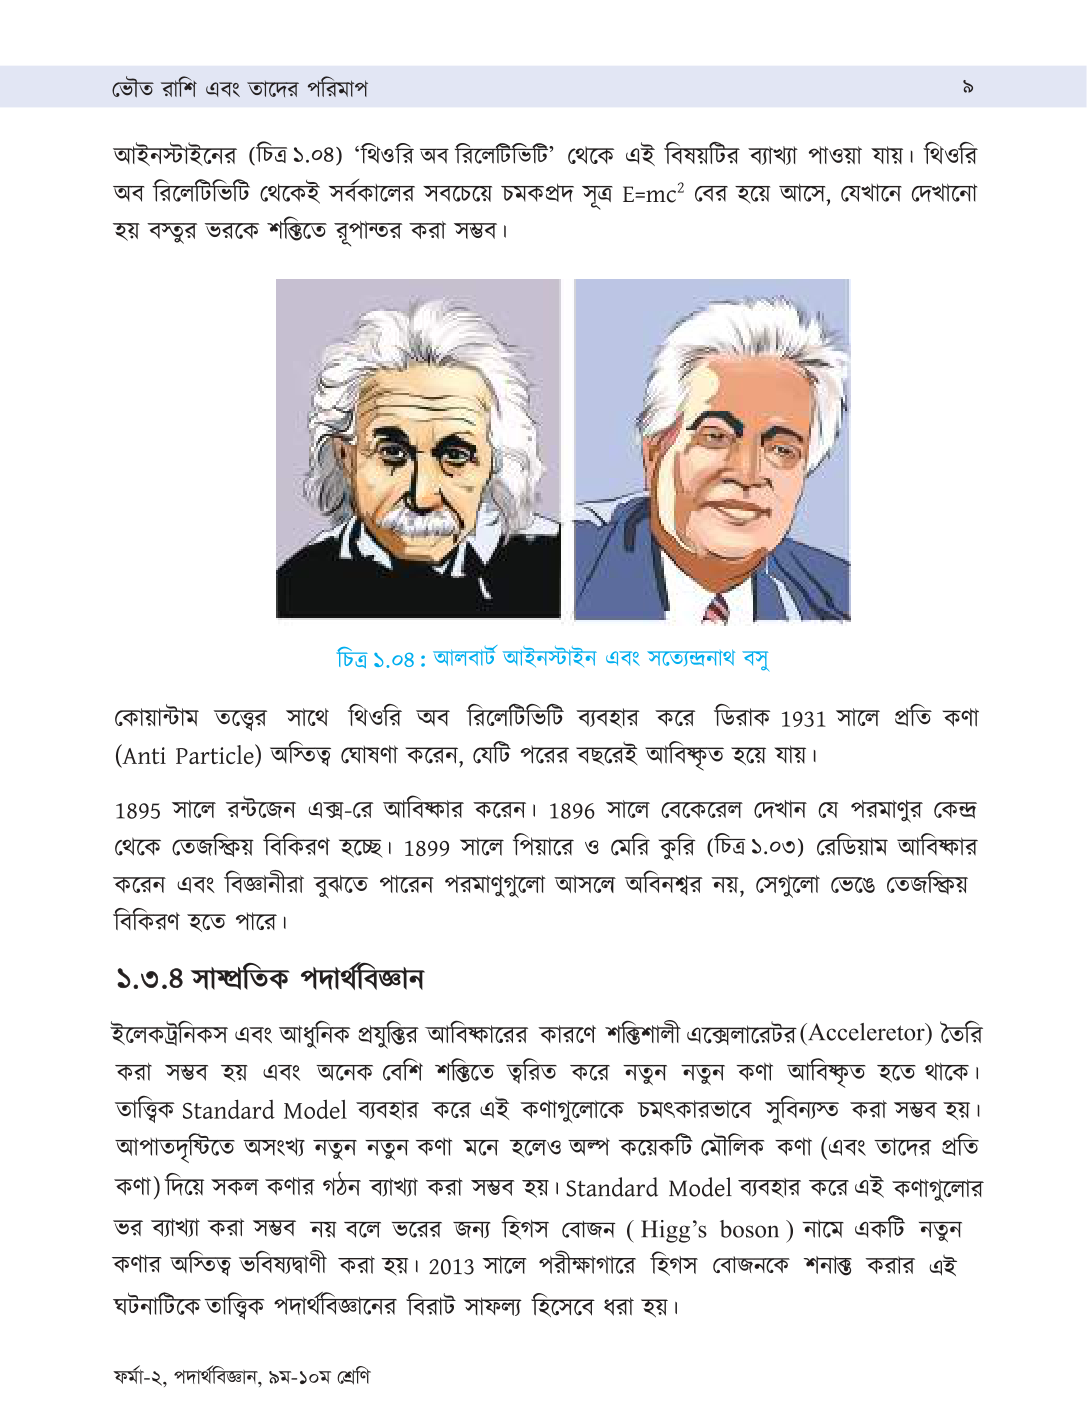 ভৌত রাশি এবং তাদের পরিমাপ ৯
আইনস্টাইনের (চিত্র ১.০৪) ‘থিওরি অব রিলেটিভিটি’ থেকে এই বিষয়টির ব্যাখ্যা পাওয়া যায়। থিওরি
অব রিলেটিভিটি থেকেই সর্বকালের সবচেয়ে চমকপ্রদ সূত্র E=mc² বের হয়ে আসে, যেখানে দেখানো
হয় বস্তুর ভরকে শক্তিতে রূপান্তর করা সম্ভব।
চিত্র ১.০৪ : আলবার্ট আইনস্টাইন এবং সত্যেন্দ্রনাথ বসু
কোয়ান্টাম তত্ত্বের সাথে থিওরি অব রিলেটিভিটি ব্যবহার করে ডিরাক 1931 সালে প্রতি কণা
(Anti Particle) অস্তিত্ব ঘোষণা করেন, যেটি পরের বছরেই আবিষ্কৃত হয়ে যায়।
1895 সালে রন্টজেন এক্স-রে আবিষ্কার করেন। 1896 সালে বেকেরেল দেখান যে পরমাণুর কেন্দ্র
থেকে তেজস্ক্রিয় বিকিরণ হচ্ছে। 1899 সালে পিয়ারে ও মেরি কুরি (চিত্র ১.০৩) রেডিয়াম আবিষ্কার
করেন এবং বিজ্ঞানীরা বুঝতে পারেন পরমাণুগুলো আসলে অবিনশ্বর নয়, সেগুলো ভেঙে তেজস্ক্রিয়
বিকিরণ হতে পারে।
১.৩.৪ সাম্প্রতিক পদার্থবিজ্ঞান
ইলেকট্রনিকস এবং আধুনিক প্রযুক্তির আবিষ্কারের কারণে শক্তিশালী এক্সেলারেটর (Acceleretor) তৈরি
করা সম্ভব হয় এবং অনেক বেশি শক্তিতে ত্বরিত করে নতুন নতুন কণা আবিষ্কৃত হতে থাকে।
তাত্ত্বিক Standard Model ব্যবহার করে এই কণাগুলোকে চমৎকারভাবে সুবিন্যস্ত করা সম্ভব হয়।
আপাতদৃষ্টিতে অসংখ্য নতুন নতুন কণা মনে হলেও অল্প কয়েকটি মৌলিক কণা (এবং তাদের প্রতি
কণা) দিয়ে সকল কণার গঠন ব্যাখ্যা করা সম্ভব হয়। Standard Model ব্যবহার করে এই কণাগুলোর
ভর ব্যাখ্যা করা সম্ভব নয় বলে ভরের জন্য হিগস বোজন ( Higg’s boson ) নামে একটি নতুন
কণার অস্তিত্ব ভবিষ্যদ্বাণী করা হয়। 2013 সালে পরীক্ষাগারে হিগস বোজনকে শনাক্ত করার এই
ঘটনাটিকে তাত্ত্বিক পদার্থবিজ্ঞানের বিরাট সাফল্য হিসেবে ধরা হয়।
ফর্মা-২, পদার্থবিজ্ঞান, ৯ম-১০ম শ্রেণি